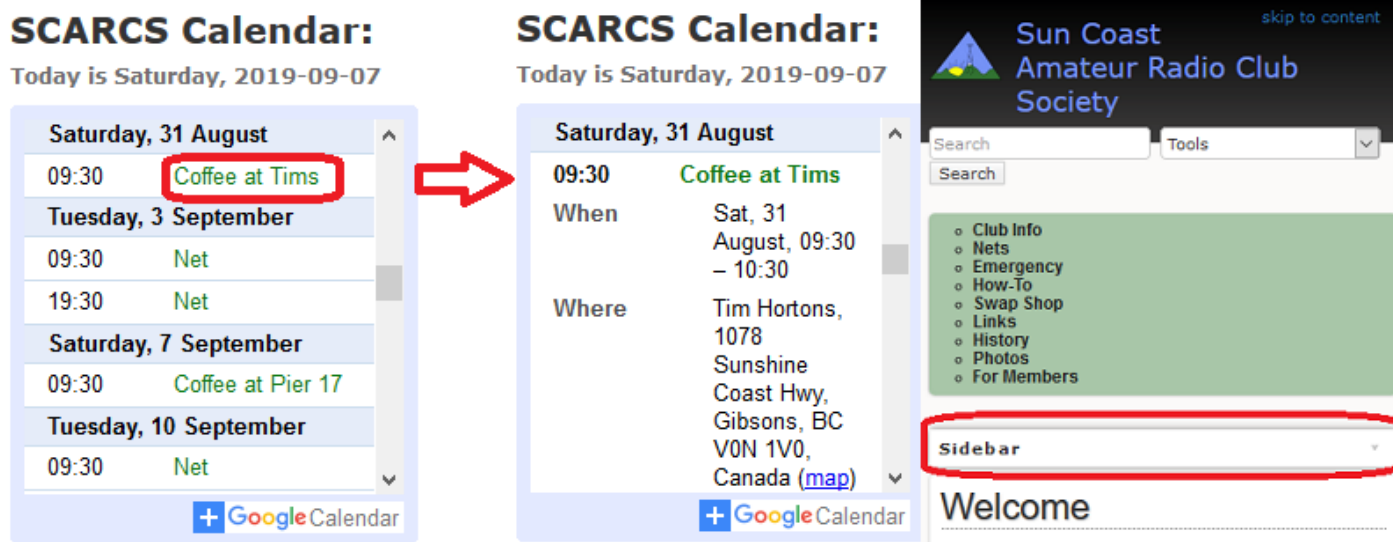 SCARCS Calendar:
Today is Saturday, 2019-09-07
Saturday, 31 August
09:30 Coffee at Tims
Tuesday, 3 September
09:30 Net
19:30 Net
Saturday, 7 September
09:30 Coffee at Pier 17
Tuesday, 10 September
09:30 Net
+ Google Calendar
SCARCS Calendar:
Today is Saturday, 2019-09-07
Saturday, 31 August
09:30 Coffee at Tims
When Sat, 31
August, 09:30
– 10:30
Where Tim Hortons,
1078
Sunshine
Coast Hwy,
Gibsons, BC
V0N 1V0,
Canada (map)
+ Google Calendar
skip to content
Sun Coast
Amateur Radio Club
Society
Search Tools
Search
Club Info
Nets
Emergency
How-To
Swap Shop
Links
History
Photos
For Members
Sidebar
Welcome